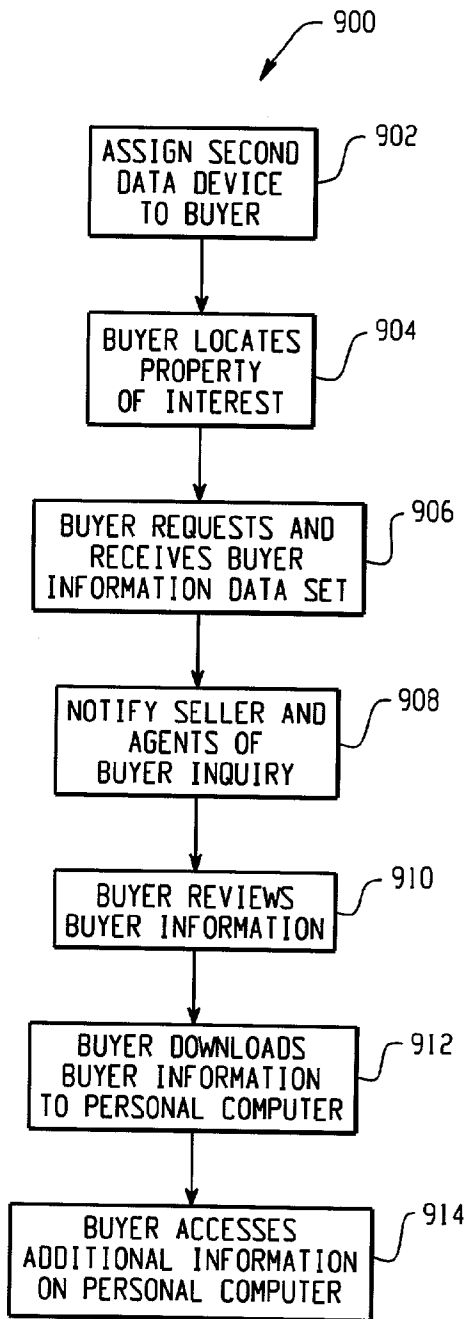 900
ASSIGN SECOND
DATA DEVICE
TO BUYER
902
BUYER LOCATES
PROPERTY
OF INTEREST
904
BUYER REQUESTS AND
RECEIVES BUYER
INFORMATION DATA SET
906
NOTIFY SELLER AND
AGENTS OF
BUYER INQUIRY
908
BUYER REVIEWS
BUYER INFORMATION
910
BUYER DOWNLOADS
BUYER INFORMATION
TO PERSONAL COMPUTER
912
BUYER ACCESSES
ADDITIONAL INFORMATION
ON PERSONAL COMPUTER
914